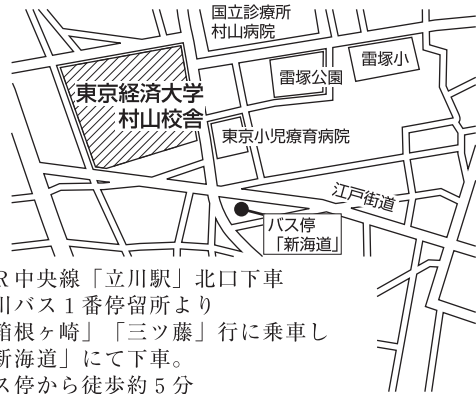 国立診療所
村山病院
雷塚小
雷塚公園
東京経済大学
村山校舎
東京小児療育病院
江戸街道
バス停
「新海道」
R中央線「立川駅」北口下車
川バス1番停留所より
箱根ヶ崎」「三ツ藤」行に乗車し
新海道」にて下車。
ス停から徒歩約5分